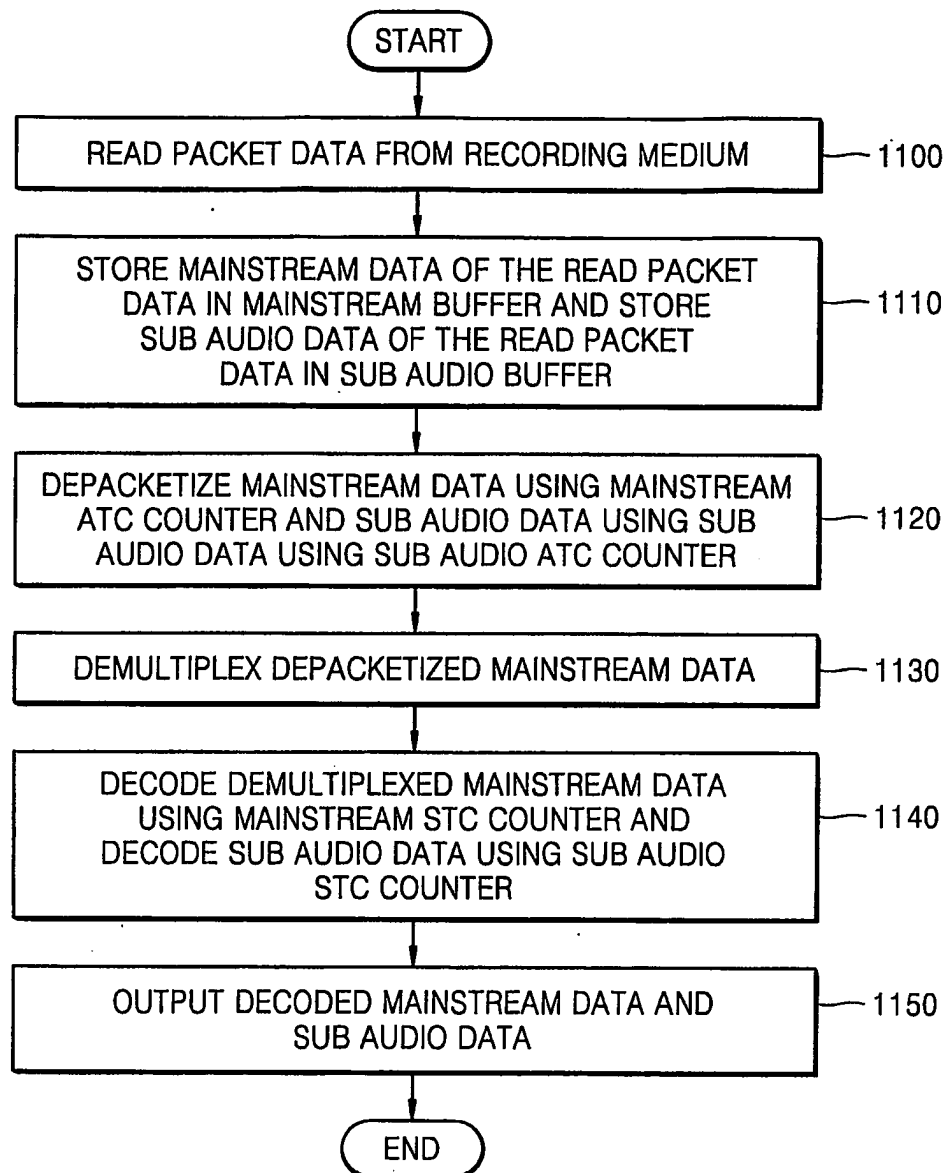 START
READ PACKET DATA FROM RECORDING MEDIUM
1100
STORE MAINSTREAM DATA OF THE READ PACKET
DATA IN MAINSTREAM BUFFER AND STORE
SUB AUDIO DATA OF THE READ PACKET
DATA IN SUB AUDIO BUFFER
1110
DEPACKETIZE MAINSTREAM DATA USING MAINSTREAM
ATC COUNTER AND SUB AUDIO DATA USING SUB
AUDIO DATA USING SUB AUDIO ATC COUNTER
1120
DEMULTIPLEX DEPACKETIZED MAINSTREAM DATA
1130
DECODE DEMULTIPLEXED MAINSTREAM DATA
USING MAINSTREAM STC COUNTER AND
DECODE SUB AUDIO DATA USING SUB AUDIO
STC COUNTER
1140
OUTPUT DECODED MAINSTREAM DATA AND
SUB AUDIO DATA
1150
END